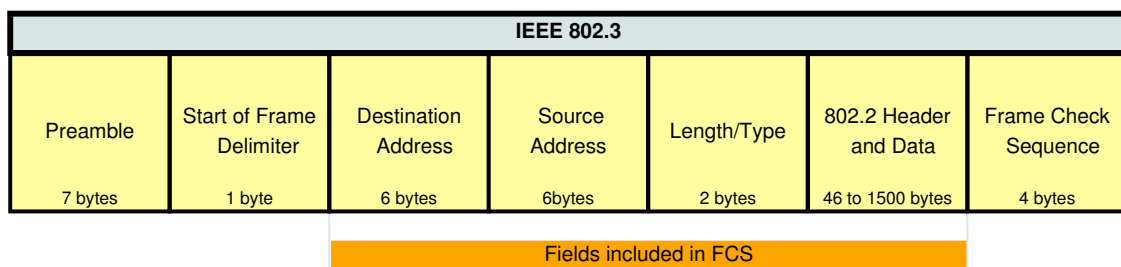 IEEE 802.3
Preamble
7 bytes
Start of Frame
Delimiter
1 byte
Destination
Address
6 bytes
Source
Address
6bytes
Length/Type
2 bytes
802.2 Header
and Data
46 to 1500 bytes
Frame Check
Sequence
4 bytes
Fields included in FCS